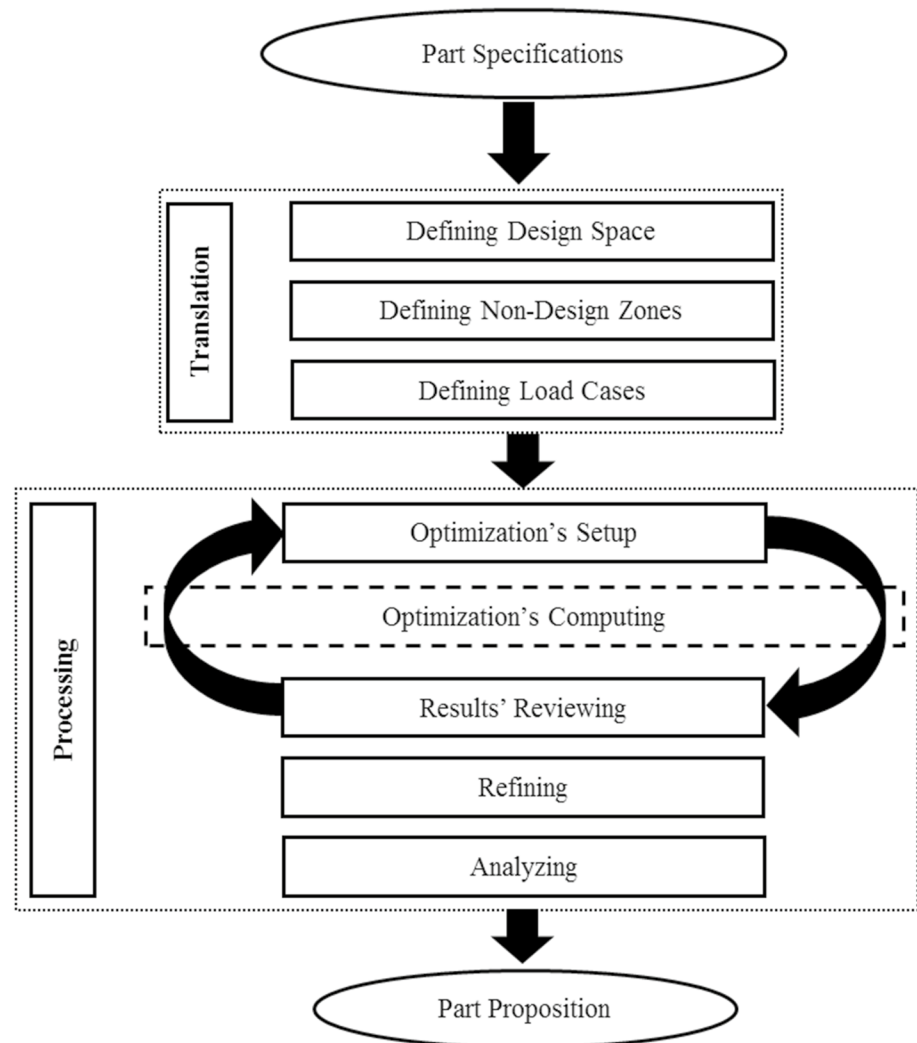 Part Specifications
Translation
Defining Design Space
Defining Non-Design Zones
Defining Load Cases
Processing
Optimization’s Setup
Optimization’s Computing
Results’ Reviewing
Refining
Analyzing
Part Proposition